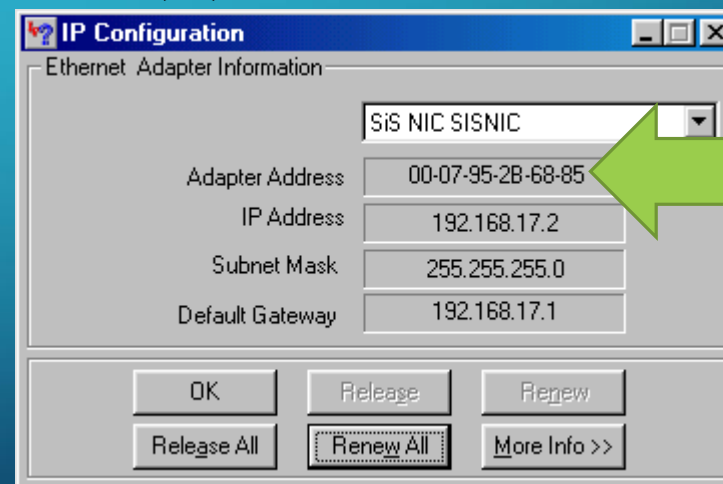 IP Configuration
Ethernet Adapter Information
SiS NIC SISNIC
Adapter Address 00-07-95-2B-68-85
IP Address 192.168.17.2
Subnet Mask 255.255.255.0
Default Gateway 192.168.17.1
OK Release Renew
Release All Renew All More Info >>